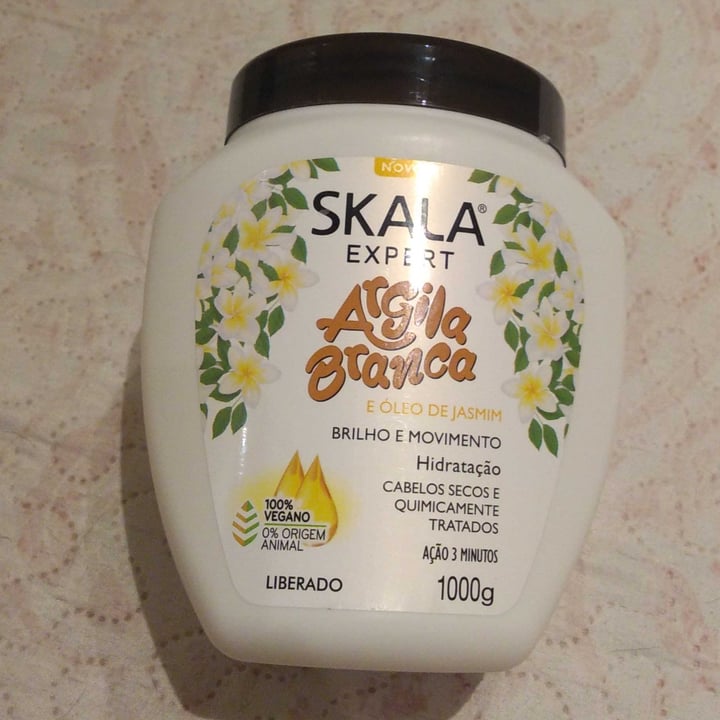 NOVO
SKALA®
EXPERT
Argila
Branca
E ÓLEO DE JASMIM
BRILHO E MOVIMENTO
Hidratação
CABELOS SECOS E
QUIMICAMENTE
TRATADOS
100%
VEGANO
0% ORIGEM
ANIMAL
AÇÃO 3 MINUTOS
LIBERADO
1000g